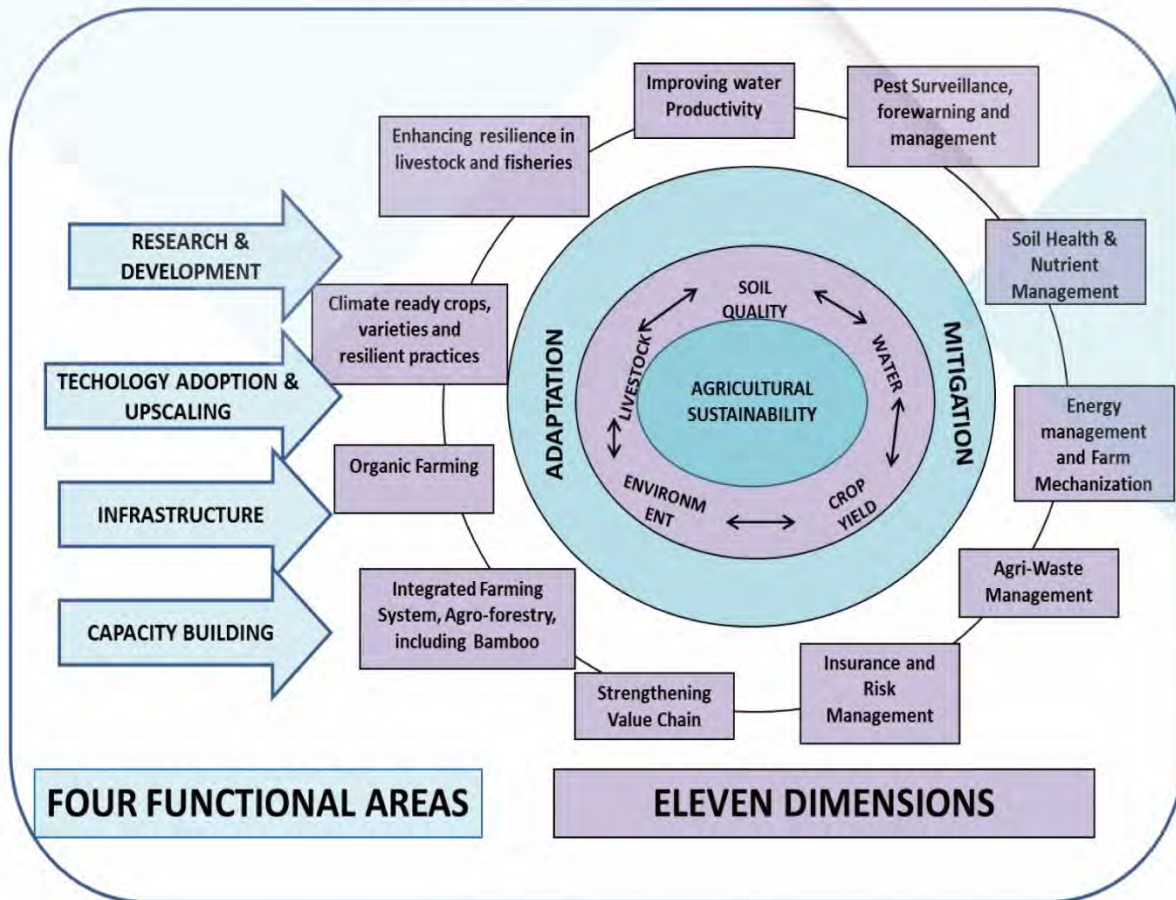 Improving water
Productivity
Pest Surveillance,
forewarning and
management
Enhancing resilience in
livestock and fisheries
RESEARCH &
DEVELOPMENT
Soil Health &
Nutrient
Management
Climate ready crops,
varieties and
resilient practices
TECHOLOGY ADOPTION &
UPSCALING
ADAPTATION
MITIGATION
SOIL
QUALITY
LIVESTOCK
WATER
AGRICULTURAL
SUSTAINABILITY
ENVIRONM
ENT
CROP
YIELD
Energy
management
and Farm
Mechanization
Organic Farming
INFRASTRUCTURE
Agri-Waste
Management
Integrated Farming
System, Agro-forestry,
including Bamboo
CAPACITY BUILDING
Insurance and
Risk
Management
Strengthening
Value Chain
FOUR FUNCTIONAL AREAS
ELEVEN DIMENSIONS